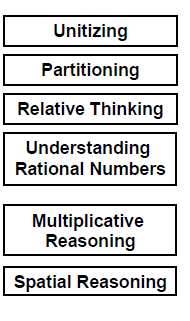 Unitizing
Partitioning
Relative Thinking
Understanding
Rational Numbers
Multiplicative
Reasoning
Spatial Reasoning